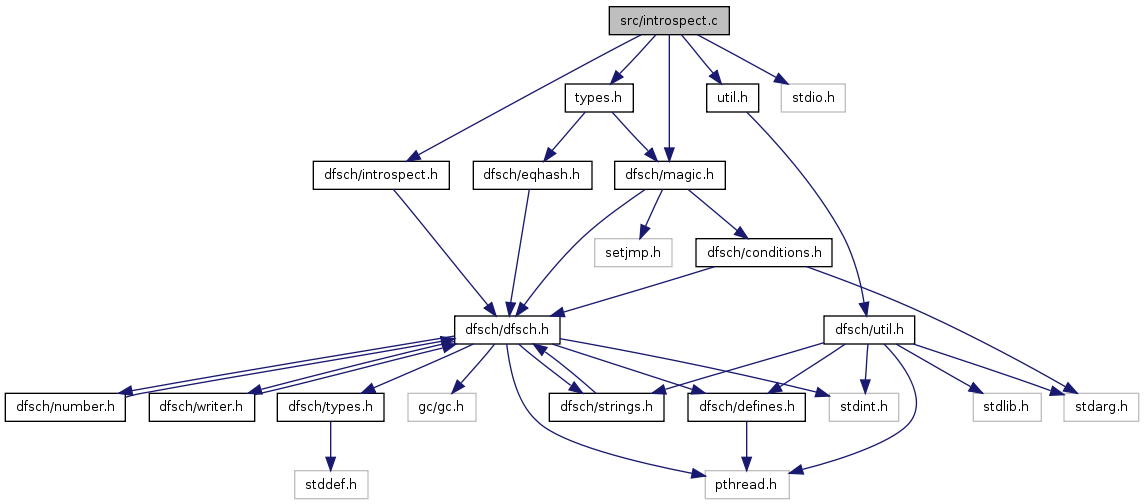 src/introspect.c
types.h
util.h
stdio.h
dfsch/introspect.h
dfsch/eqhash.h
dfsch/magic.h
setjmp.h
dfsch/conditions.h
dfsch/dfsch.h
dfsch/util.h
dfsch/number.h
dfsch/writer.h
dfsch/types.h
gc/gc.h
dfsch/strings.h
dfsch/defines.h
stdint.h
stdlib.h
stdarg.h
stddef.h
pthread.h